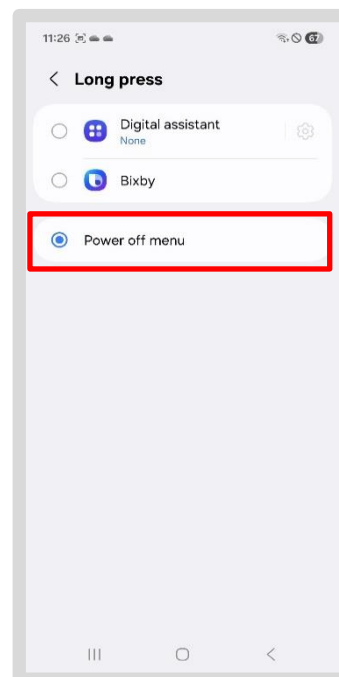 11:26
67
Long press
Digital assistant
None
Bixby
Power off menu